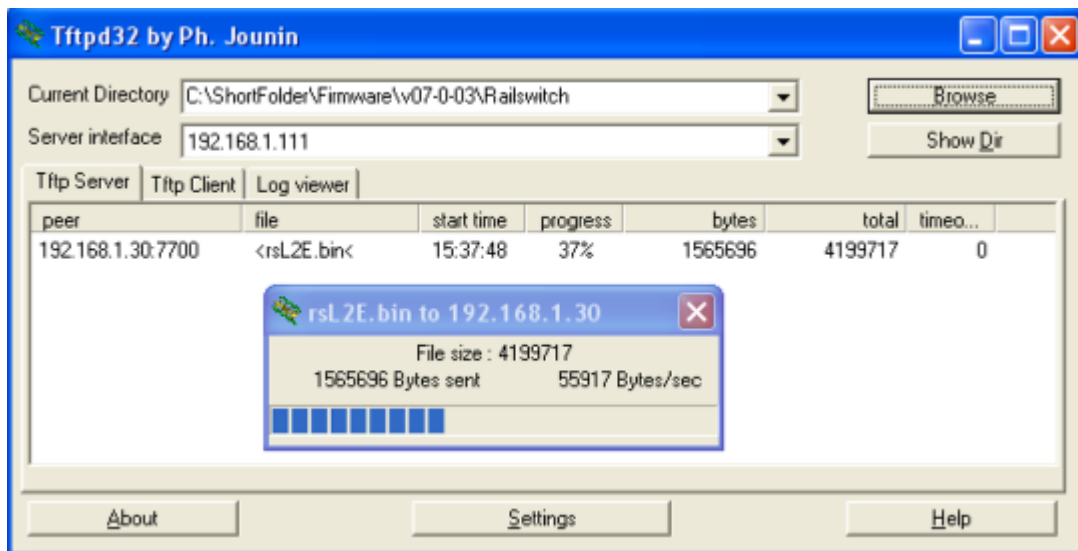 Tftpd32 by Ph. Jounin
Current Directory C:\ShortFolder\Firmware\v07-0-03\Railswitch Browse
Server interface 192.168.1.111 Show Dir
Tftp Server Tftp Client Log viewer
peer file start time progress bytes total timeo...
192.168.1.30:7700 <rsL2E.bin< 15:37:48 37% 1565696 4199717 0
rsL2E.bin to 192.168.1.30
File size : 4199717
1565696 Bytes sent 55917 Bytes/sec
About Settings Help